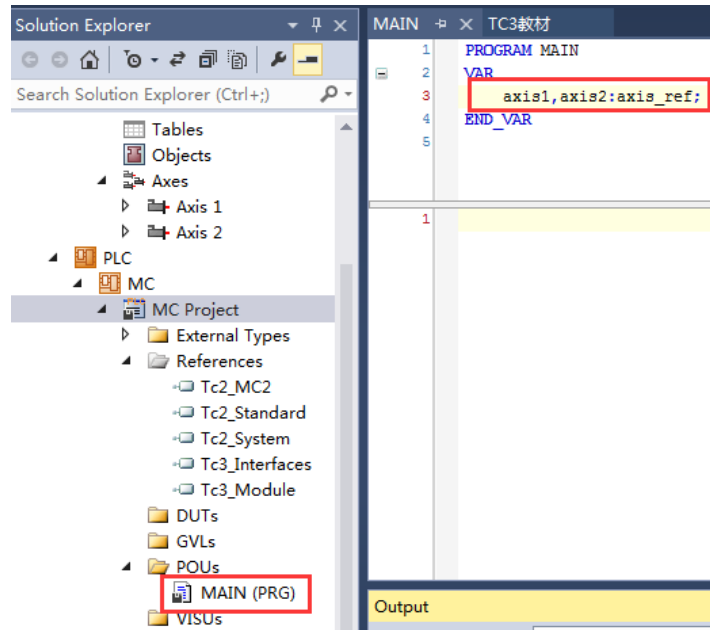 Solution Explorer
Search Solution Explorer (Ctrl+;)
Tables
Objects
Axes
Axis 1
Axis 2
PLC
MC
MC Project
External Types
References
Tc2_MC2
Tc2_Standard
Tc2_System
Tc3_Interfaces
Tc3_Module
DUTs
GVLs
POUs
MAIN (PRG)
VISUs
MAIN
TC3教材
1 PROGRAM MAIN
2 VAR
3 axis1,axis2:axis_ref;
4 END_VAR
5
1
Output